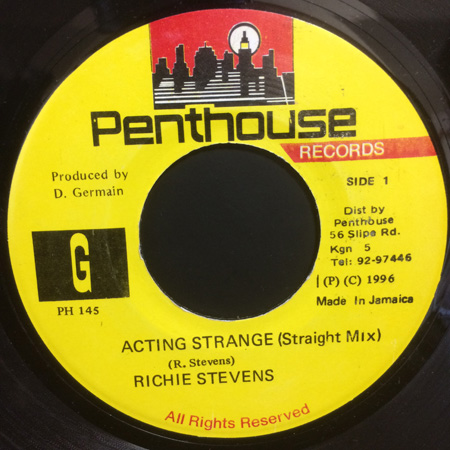 Penthouse
RECORDS
Produced by
D. Germain
SIDE 1
Dist by
Penthouse
56 Slipe Rd.
Kgn 5
Tel: 92-97446
(P) (C) 1996
Made In Jamaica
G
PH 145
ACTING STRANGE (Straight Mix)
(R. Stevens)
RICHIE STEVENS
All Rights Reserved